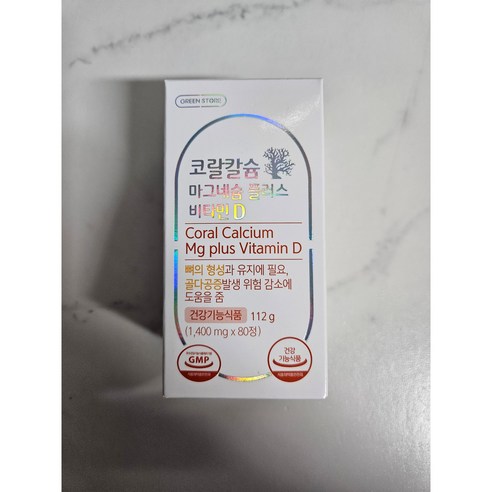 GREEN STORE
코랄칼슘
마그네슘 플러스
비타민 D
Coral Calcium
Mg plus Vitamin D
뼈의 형성과 유지에 필요,
골다공증발생 위험 감소에
도움을 줌
건강기능식품 112 g
(1,400 mg x 80정)
GMP
건강
기능식품